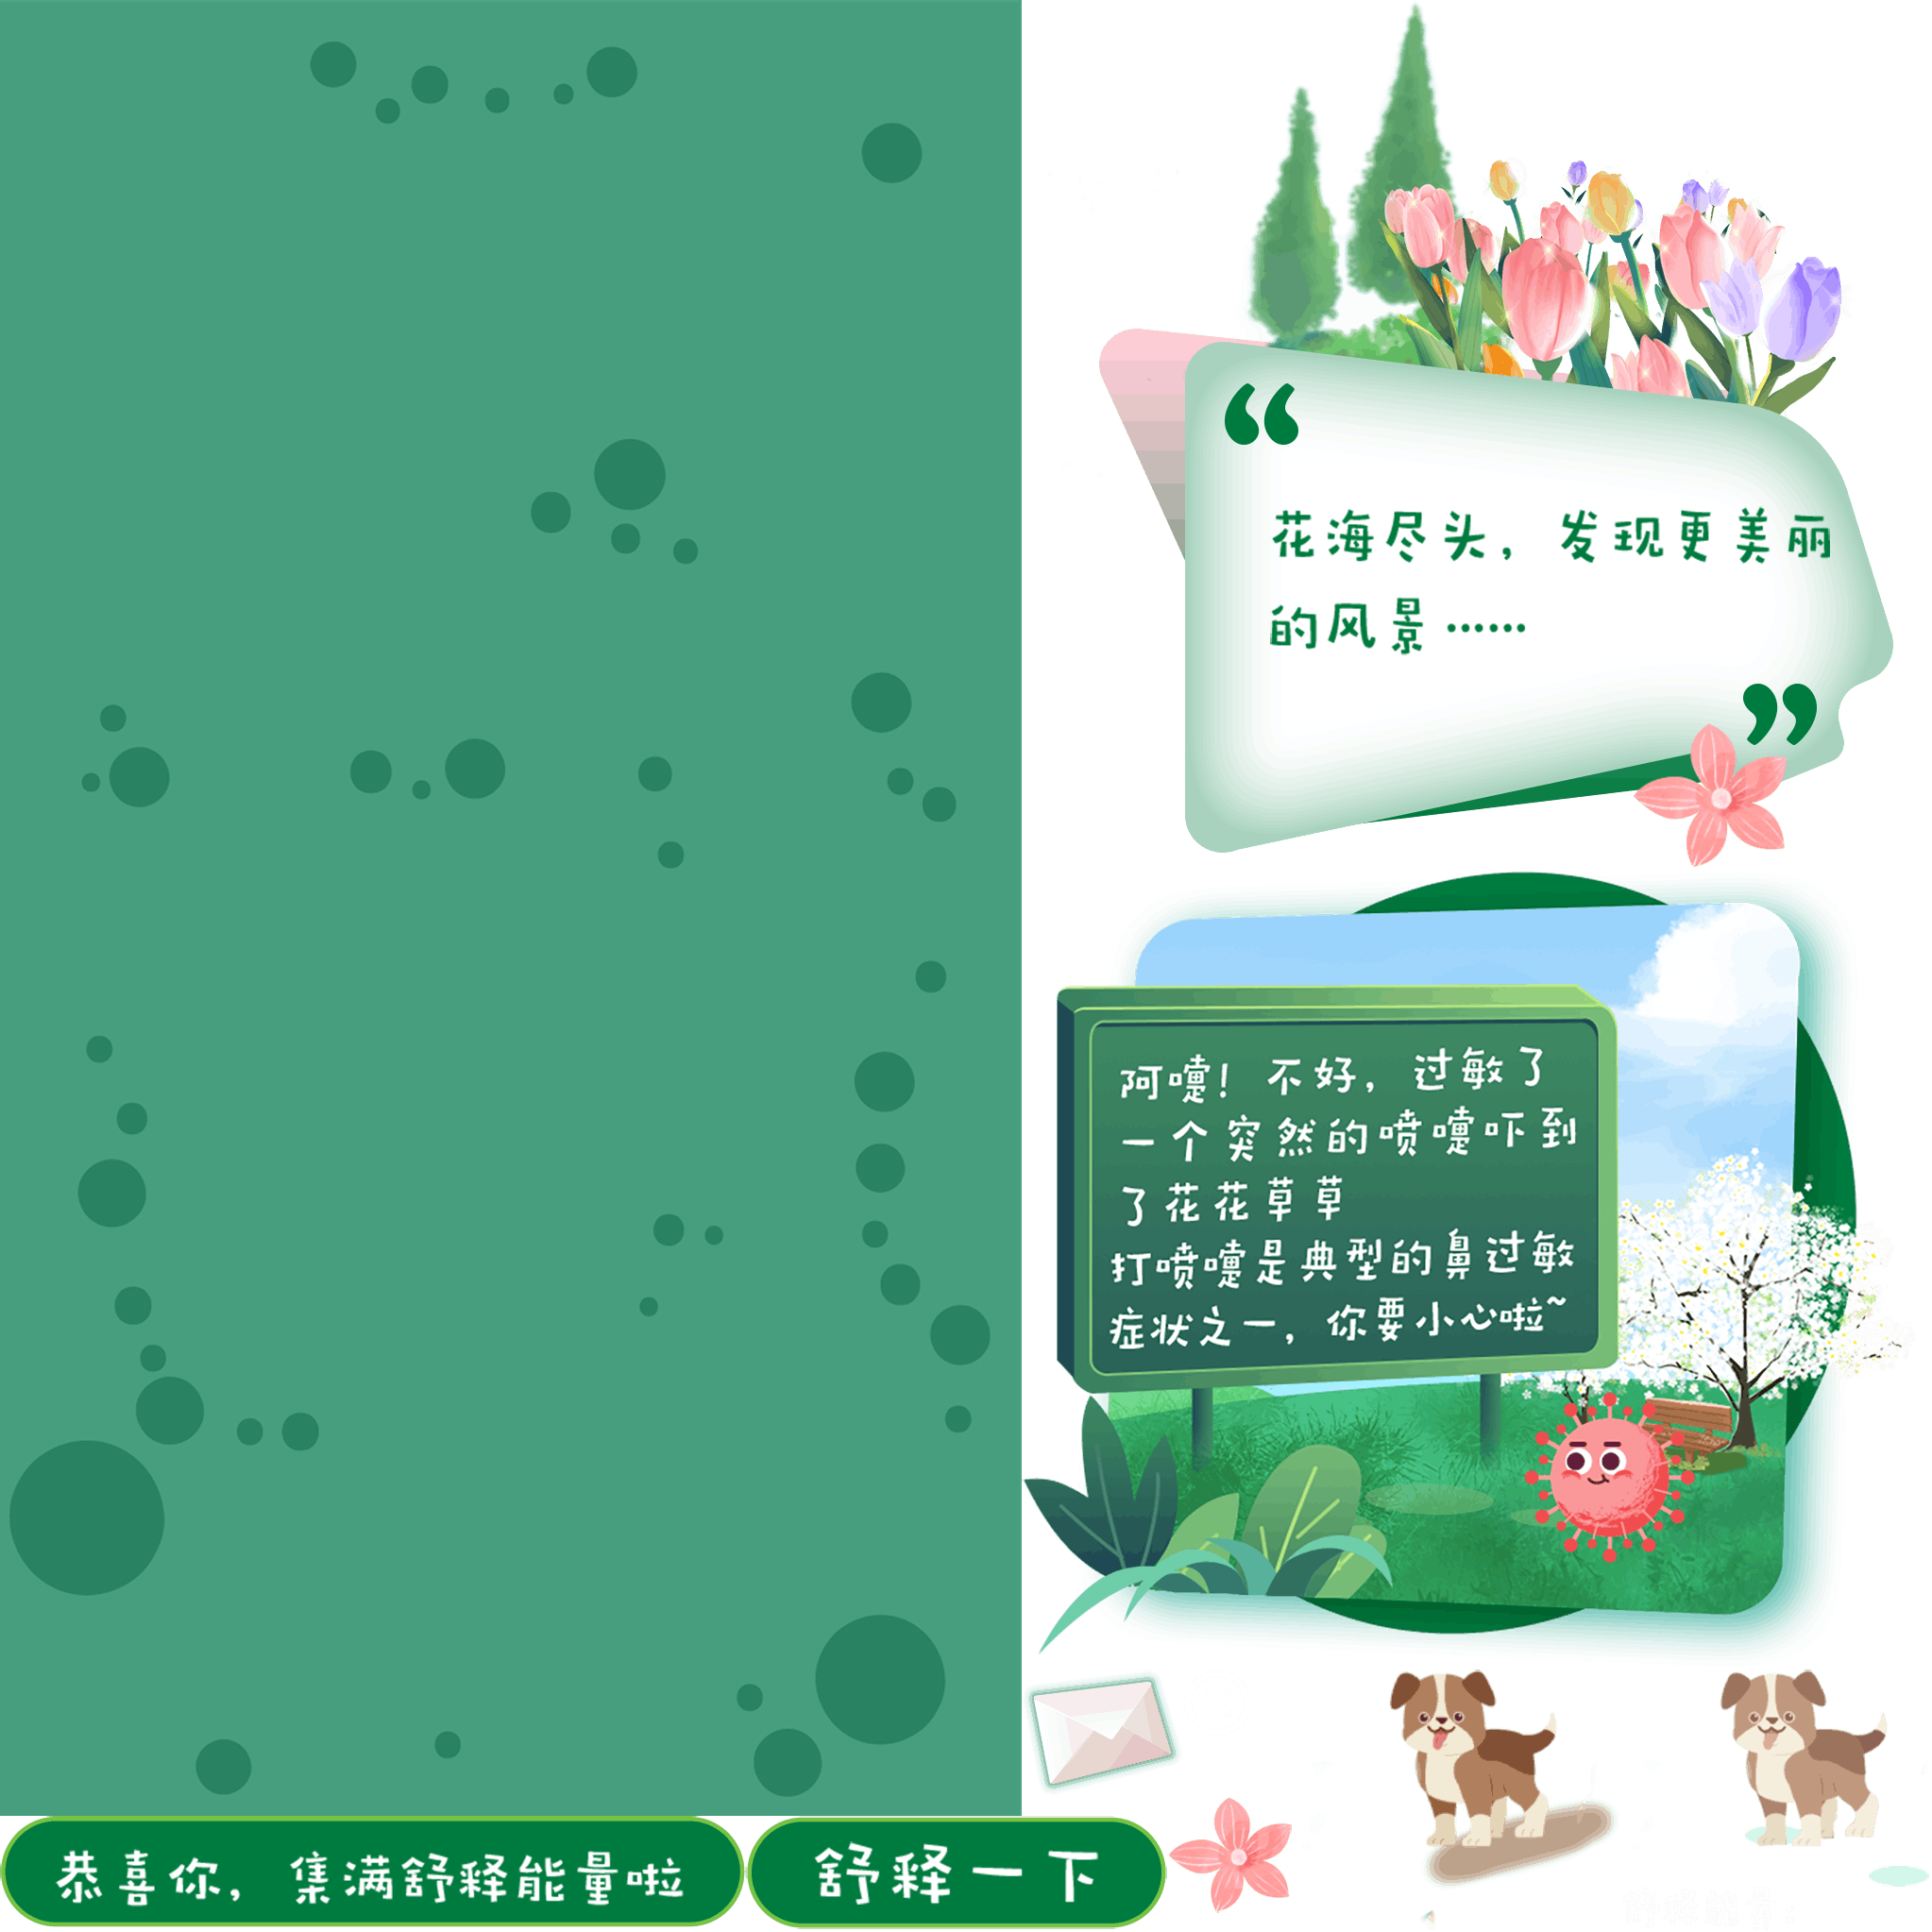 “
花海尽头，发现更美丽
的风景……
”
阿嚏！不好，过敏了
一个突然的喷嚏吓到
了花花草草
打喷嚏是典型的鼻过敏
症状之一，你要小心啦~
恭喜你，集满舒释能量啦
舒释一下